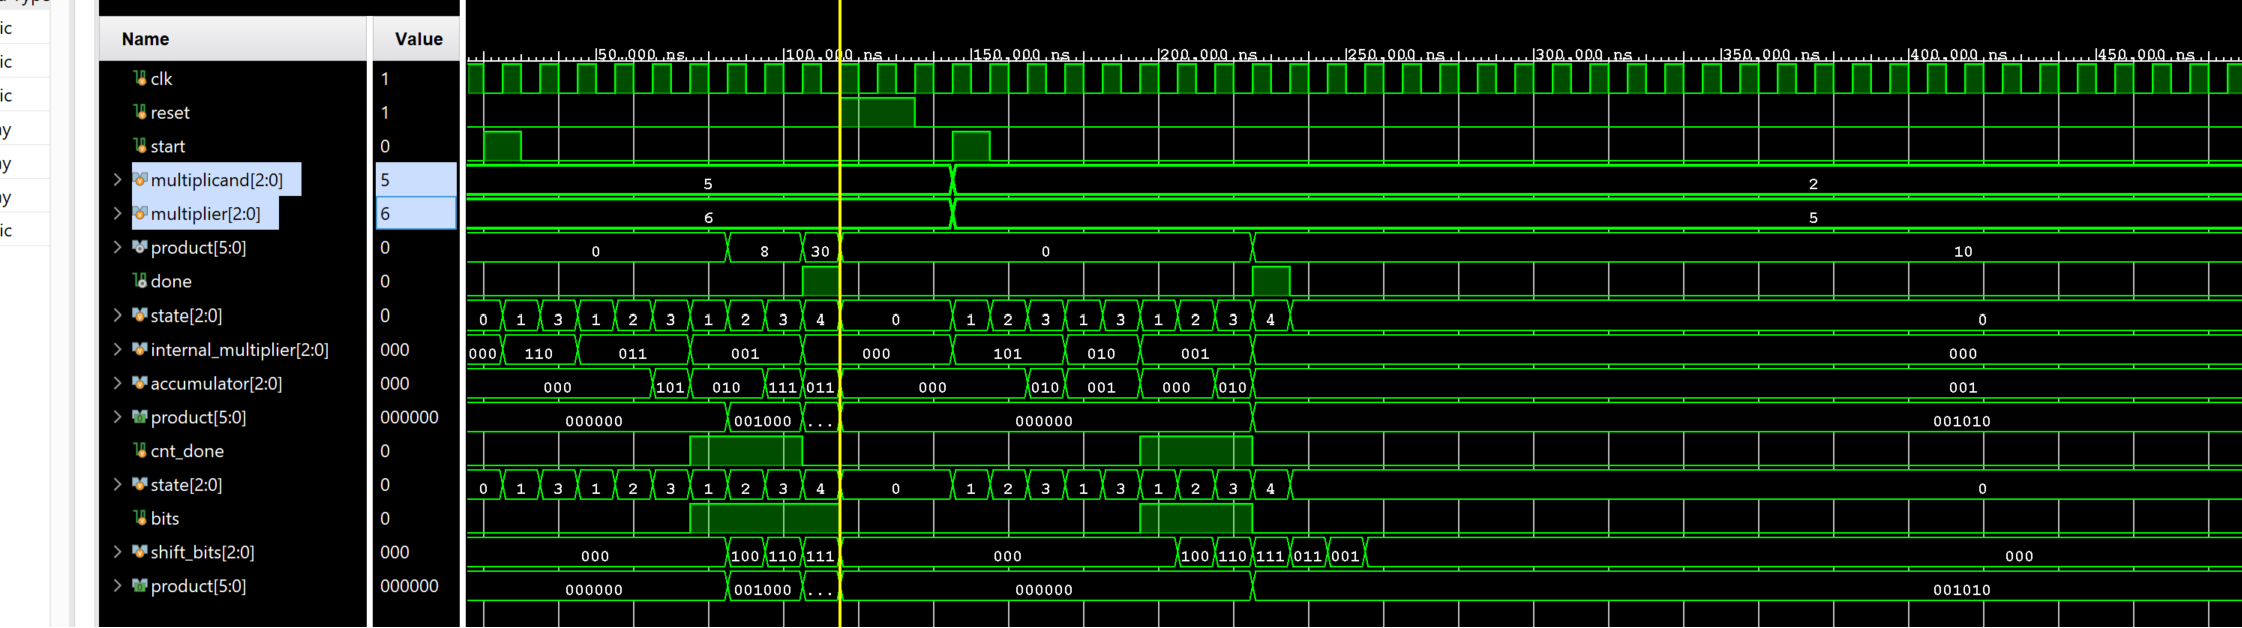 Type
ic
ic
ic
ay
ay
ay
ic
Name Value
50.000 ns 100.000 ns 150.000 ns 200.000 ns 250.000 ns 300.000 ns 350.000 ns 400.000 ns 450.000 ns
clk 1
reset 1
start 0
multiplicand[2:0] 5 5 2
multiplier[2:0] 6 6 5
product[5:0] 0 0 8 30 0 10
done 0
state[2:0] 0 0 1 3 1 2 3 1 2 3 4 0 1 2 3 1 3 1 2 3 4 0
internal_multiplier[2:0] 000 000 110 011 001 000 101 010 001 000
accumulator[2:0] 000 000 101 010 111 011 000 010 001 000 010 001
product[5:0] 000000 000000 001000 ... 000000 001010
cnt_done 0
state[2:0] 0 0 1 3 1 2 3 1 2 3 4 0 1 2 3 1 3 1 2 3 4 0
bits 0
shift_bits[2:0] 000 000 100 110 111 000 100 110 111 011 001 000
product[5:0] 000000 000000 001000 ... 000000 001010